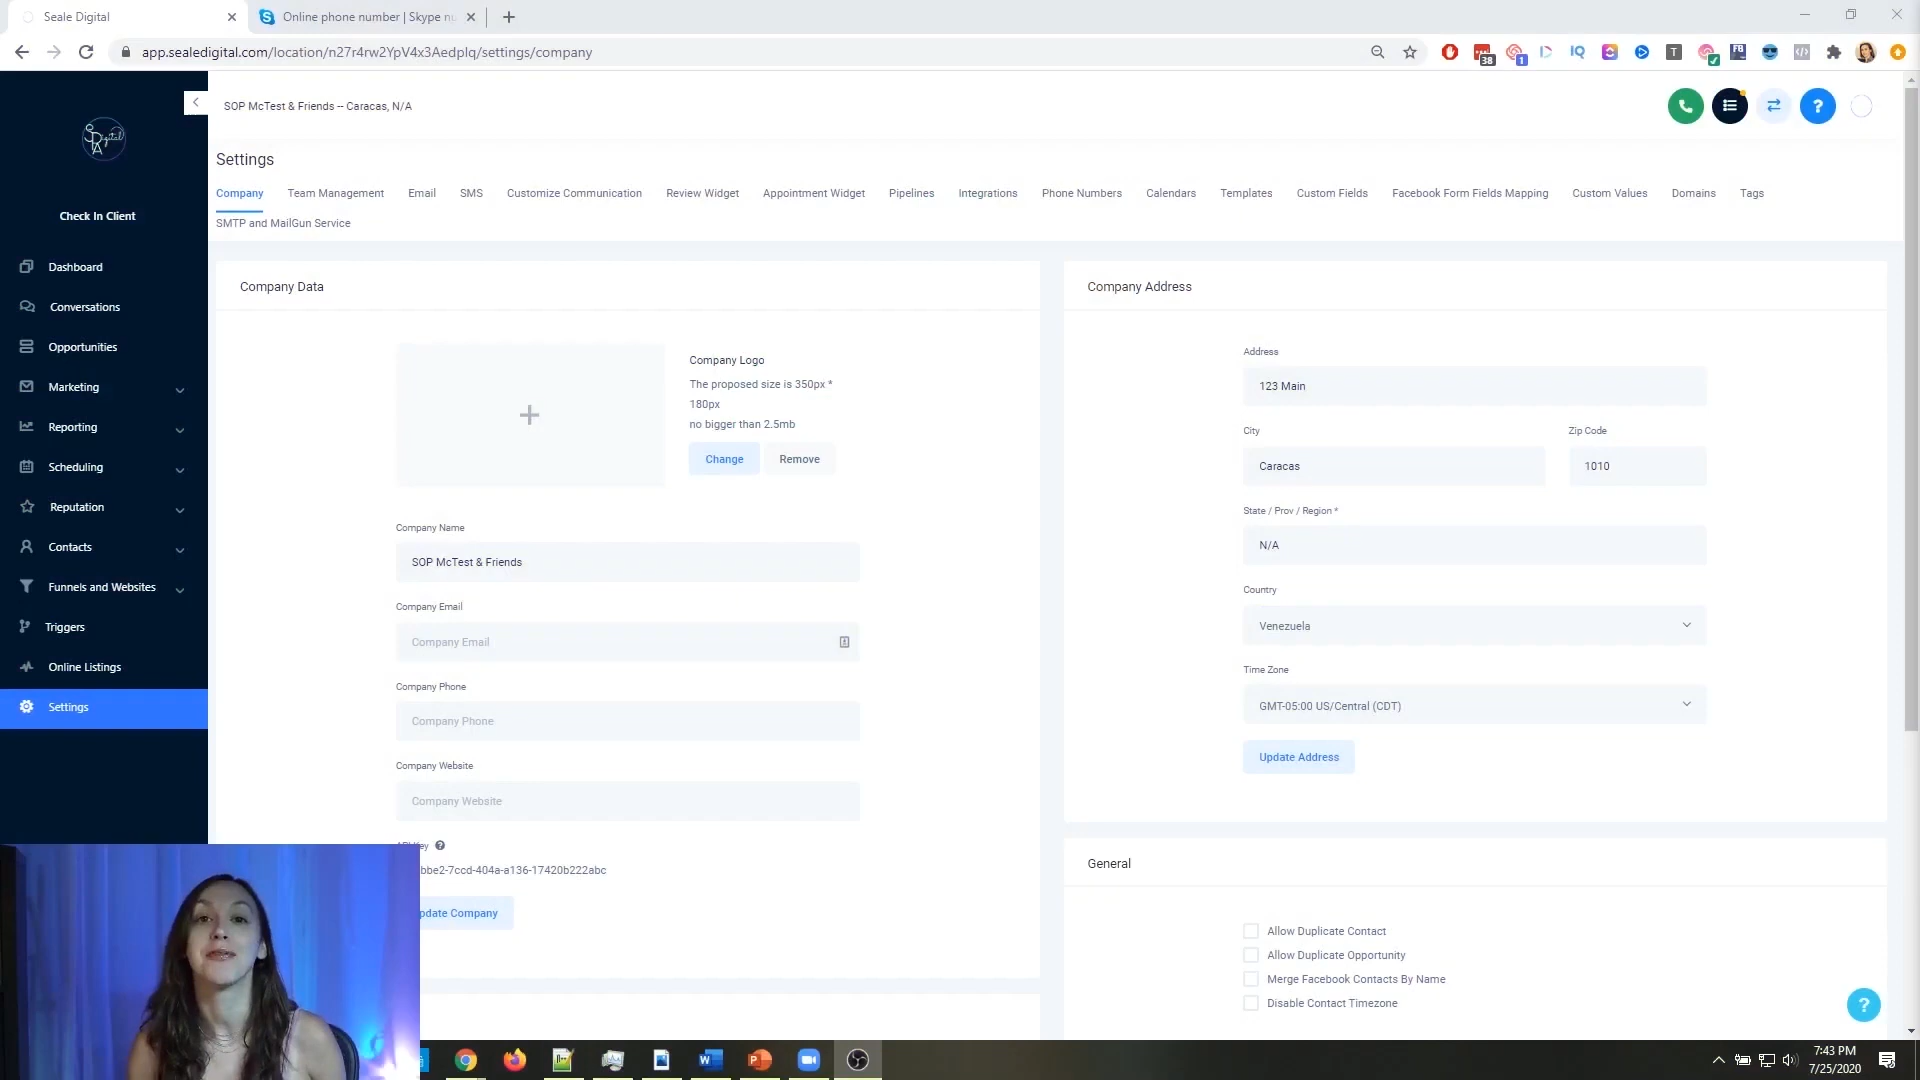 Seale Digital
Online phone number | Skype nu
app.sealedigital.com/location/n27r4rw2YpV4x3Aedplq/settings/company
SOP McTest & Friends -- Caracas, N/A
Settings
Company Team Management Email SMS Customize Communication Review Widget Appointment Widget Pipelines Integrations Phone Numbers Calendars Templates Custom Fields Facebook Form Fields Mapping Custom Values Domains Tags
SMTP and MailGun Service
Check In Client
Dashboard
Conversations
Opportunities
Marketing
Reporting
Scheduling
Reputation
Contacts
Funnels and Websites
Triggers
Online Listings
Settings
Company Data
Company Logo
The proposed size is 350px *
180px
no bigger than 2.5mb
Change Remove
Company Name
SOP McTest & Friends
Company Email
Company Email
Company Phone
Company Phone
Company Website
Company Website
bbe2-7ccd-404a-a136-17420b222abc
pdate Company
Company Address
Address
123 Main
City Zip Code
Caracas 1010
State / Prov / Region *
N/A
Country
Venezuela
Time Zone
GMT-05:00 US/Central (CDT)
Update Address
General
Allow Duplicate Contact
Allow Duplicate Opportunity
Merge Facebook Contacts By Name
Disable Contact Timezone
7:43 PM
7/25/2020